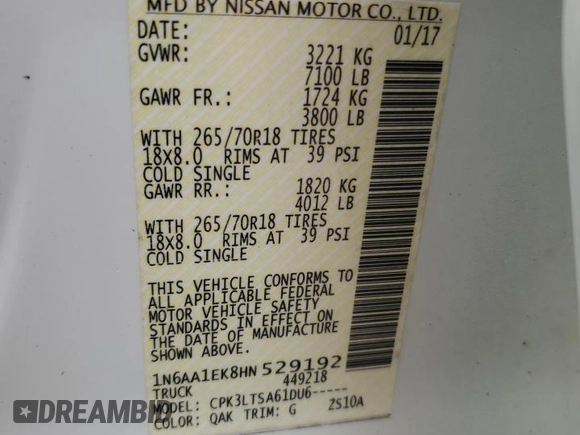 MFD BY NISSAN MOTOR CO., LTD.
DATE: 01/17
GVWR: 3221 KG
7100 LB
GAWR FR.: 1724 KG
3800 LB
WITH 265/70R18 TIRES
18X8.0 RIMS AT 39 PSI
COLD SINGLE
GAWR RR.: 1820 KG
4012 LB
WITH 265/70R18 TIRES
18X8.0 RIMS AT 39 PSI
COLD SINGLE
THIS VEHICLE CONFORMS TO
ALL APPLICABLE FEDERAL
MOTOR VEHICLE SAFETY
STANDARDS IN EFFECT ON
THE DATE OF MANUFACTURE
SHOWN ABOVE.
1N6AA1EK8HN 529192
TRUCK 449218
MODEL: CPK3LTSA61DU6-----
COLOR: QAK TRIM: G 2S10A
DREAMBID